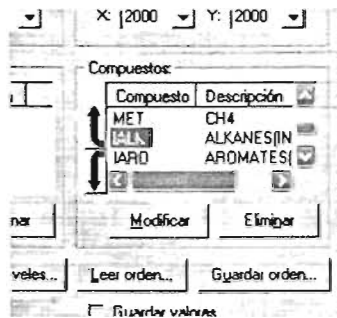 X: 2000 Y: 2000
Compuestos:
Compuesto Descripción
MET CH4
IALK ALKANES(IN
IARO AROMATES(
nar Modificar Eliminar
veles... Leer orden... Guardar orden...
Guardar valores